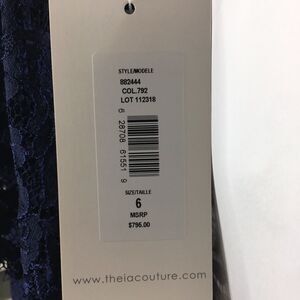 STYLE/MODELE
882444
COL.792
LOT 112318
6 28708 61551 9
SIZE/TAILLE
6
MSRP
$795.00
www.theiacouture.com